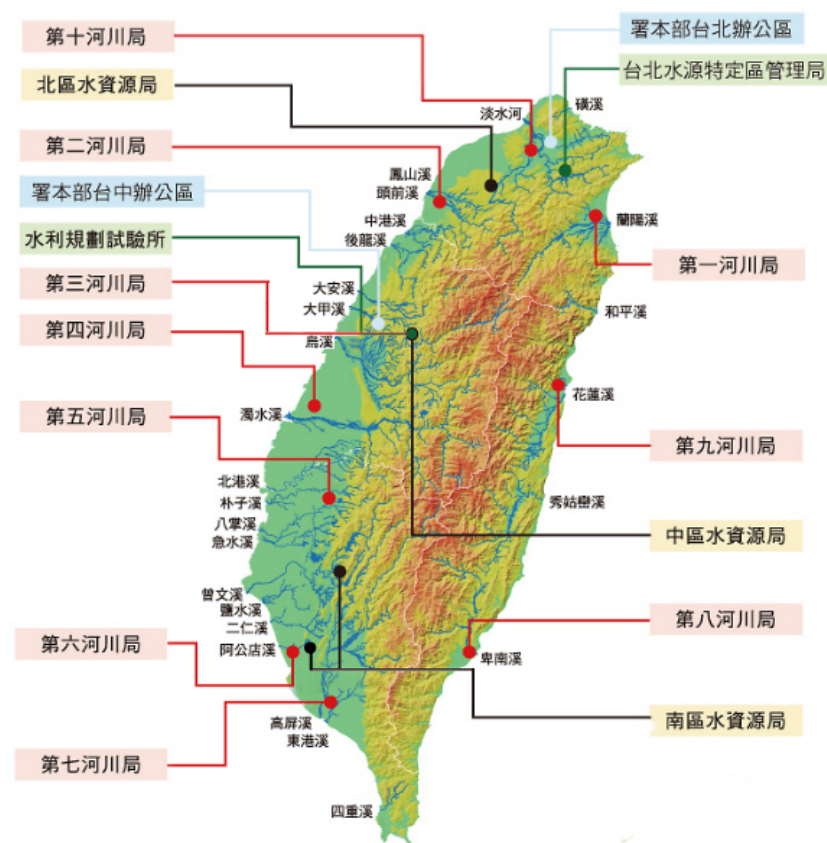 第十河川局
署本部台北辦公區
台北水源特定區管理局
北區水資源局
淡水河
磺溪
第二河川局
鳳山溪
頭前溪
署本部台中辦公區
中港溪
後龍溪
蘭陽溪
水利規劃試驗所
第一河川局
第三河川局
大安溪
大甲溪
和平溪
第四河川局
烏溪
花蓮溪
第五河川局
濁水溪
第九河川局
北港溪
朴子溪
秀姑巒溪
八掌溪
急水溪
中區水資源局
曾文溪
鹽水溪
二仁溪
第八河川局
第六河川局
阿公店溪
卑南溪
南區水資源局
高屏溪
東港溪
第七河川局
四重溪